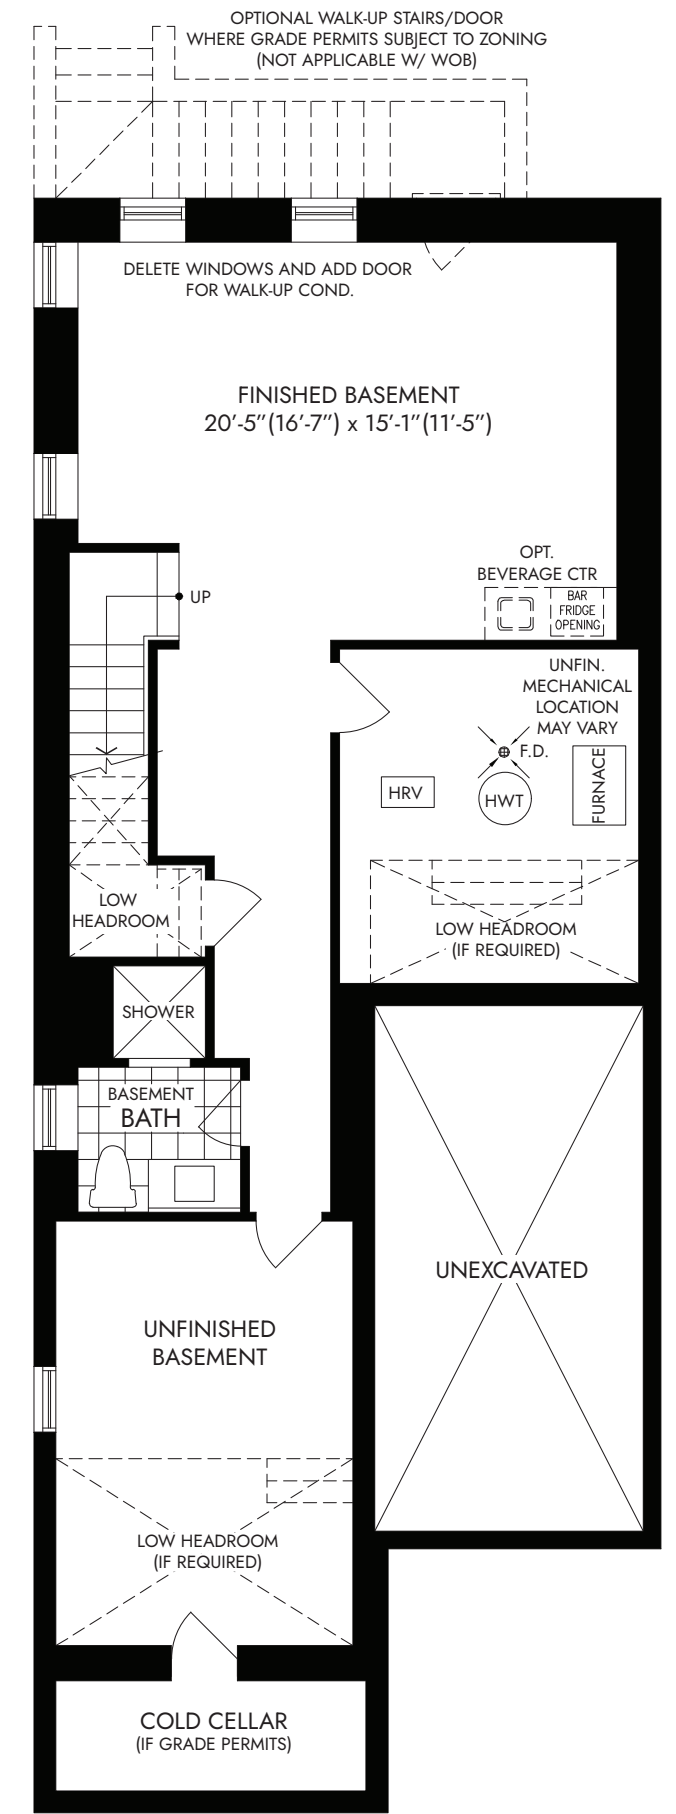 OPTIONAL WALK-UP STAIRS/DOOR
WHERE GRADE PERMITS SUBJECT TO ZONING
(NOT APPLICABLE W/ WOB)
DELETE WINDOWS AND ADD DOOR
FOR WALK-UP COND.
FINISHED BASEMENT
20'-5"(16'-7") x 15'-1"(11'-5")
OPT.
BEVERAGE CTR
BAR
FRIDGE
OPENING
UP
UNFIN.
MECHANICAL
LOCATION
MAY VARY
F.D.
HRV
HWT
FURNACE
LOW
HEADROOM
LOW HEADROOM
(IF REQUIRED)
SHOWER
BASEMENT
BATH
UNEXCAVATED
UNFINISHED
BASEMENT
LOW HEADROOM
(IF REQUIRED)
COLD CELLAR
(IF GRADE PERMITS)